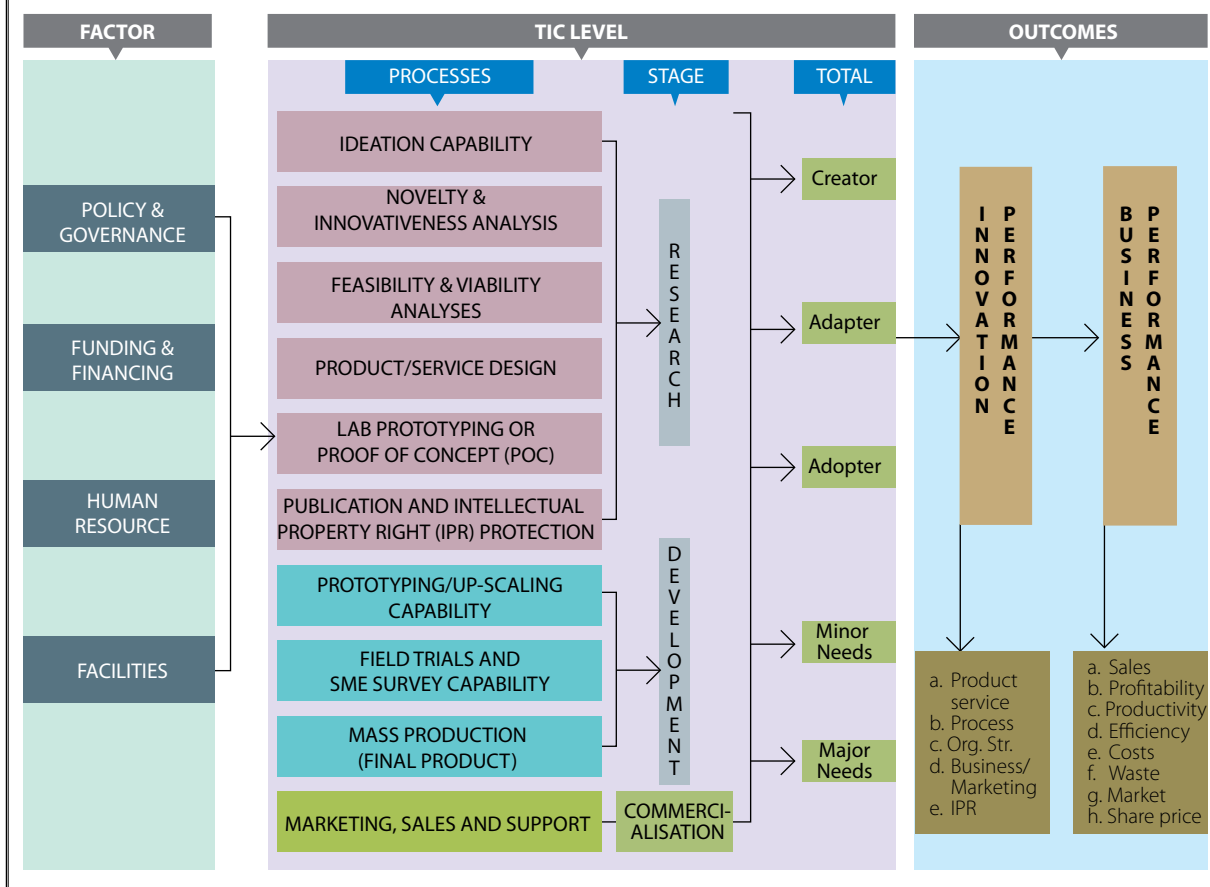 FACTOR
TIC LEVEL
OUTCOMES
PROCESSES
STAGE
TOTAL
POLICY &
GOVERNANCE
FUNDING &
FINANCING
HUMAN
RESOURCE
FACILITIES
IDEATION CAPABILITY
NOVELTY &
INNOVATIVENESS ANALYSIS
FEASIBILITY & VIABILITY
ANALYSES
PRODUCT/SERVICE DESIGN
LAB PROTOTYPING OR
PROOF OF CONCEPT (POC)
PUBLICATION AND INTELLECTUAL
PROPERTY RIGHT (IPR) PROTECTION
PROTOTYPING/UP-SCALING
CAPABILITY
FIELD TRIALS AND
SME SURVEY CAPABILITY
MASS PRODUCTION
(FINAL PRODUCT)
MARKETING, SALES AND SUPPORT
RESEARCH
DEVELOPMENT
COMMERCI-
ALISATION
Creator
Adapter
Adopter
Minor
Needs
Major
Needs
INNOVATION
PERFORMANCE
BUSINESS
PERFORMANCE
a. Product
service
b. Process
c. Org. Str.
d. Business/
Marketing
e. IPR
a. Sales
b. Profitability
c. Productivity
d. Efficiency
e. Costs
f. Waste
g. Market
h. Share price